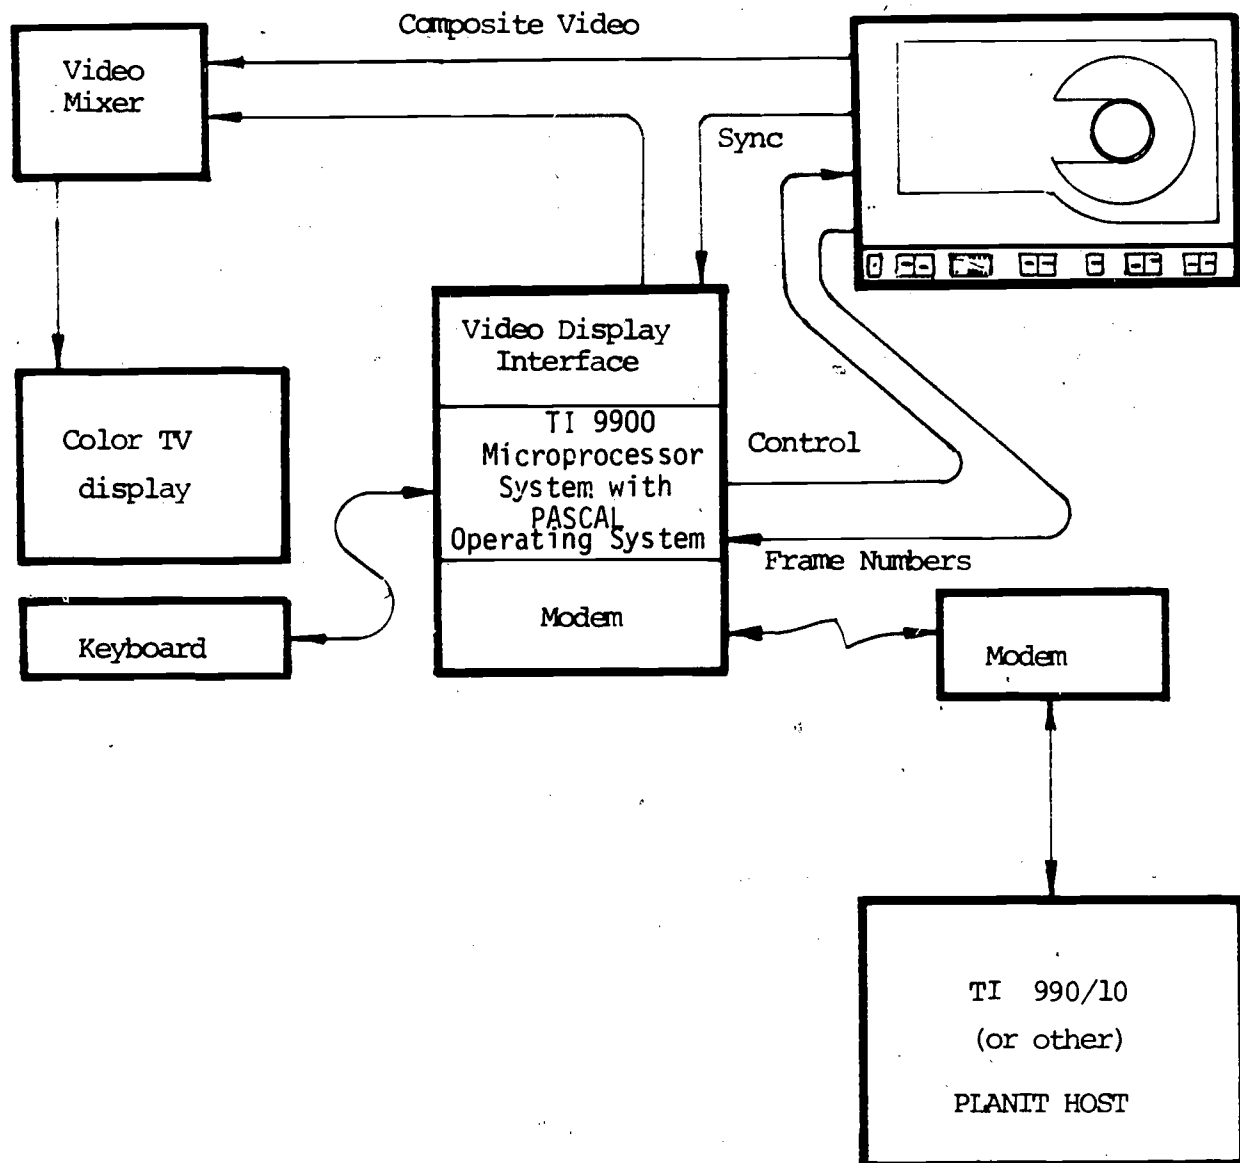 Composite Video
Video
Mixer
Sync
Video Display
Interface
TI 9900
Microprocessor
System with
PASCAL
Operating System
Modem
Color TV
display
Keyboard
Control
Frame Numbers
Modem
TI 990/10
(or other)
PLANIT HOST